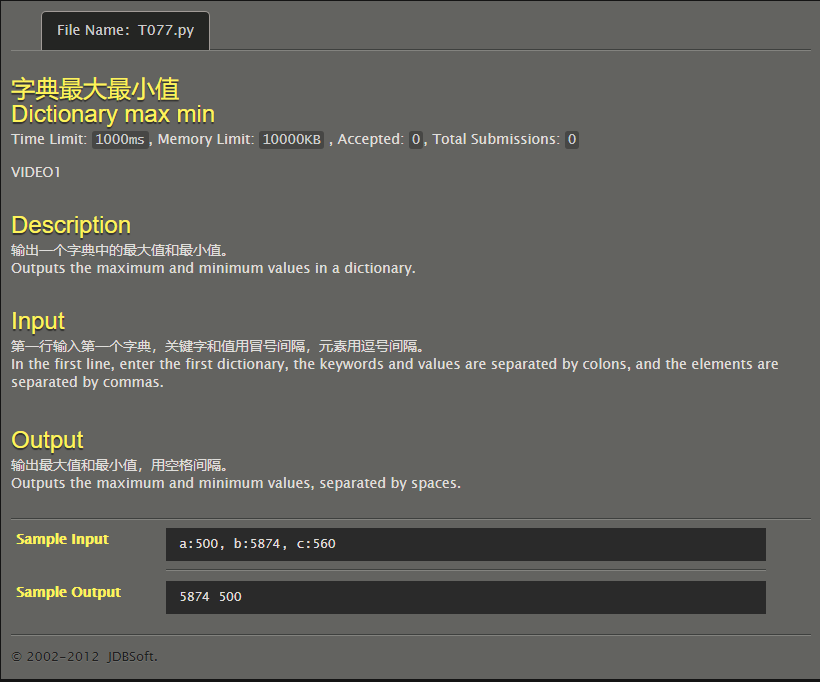 File Name: T077.py
字典最大最小值
Dictionary max min
Time Limit: 1000ms, Memory Limit: 10000KB , Accepted: 0, Total Submissions: 0
VIDEO1
Description
输出一个字典中的最大值和最小值。
Outputs the maximum and minimum values in a dictionary.
Input
第一行输入第一个字典，关键字和值用冒号间隔，元素用逗号间隔。
In the first line, enter the first dictionary, the keywords and values are separated by colons, and the elements are
separated by commas.
Output
输出最大值和最小值，用空格间隔。
Outputs the maximum and minimum values, separated by spaces.
Sample Input
a:500, b:5874, c:560
Sample Output
5874 500
© 2002-2012 JDBSoft.